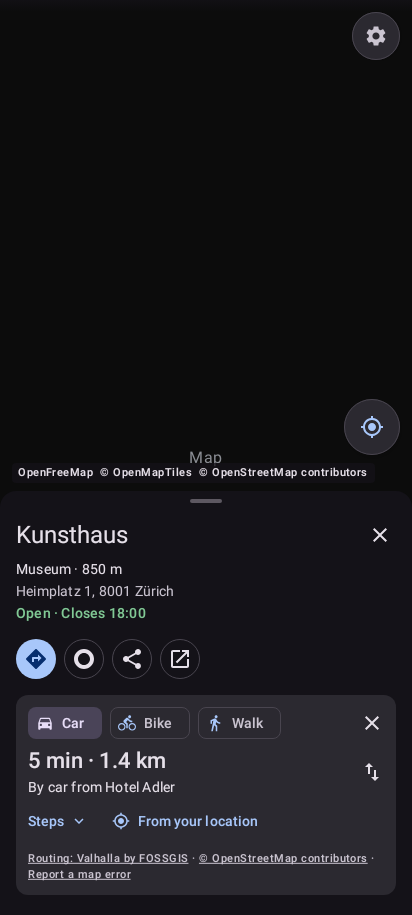 Map
OpenFreeMap © OpenMapTiles © OpenStreetMap contributors
Kunsthaus
Museum · 850 m
Heimplatz 1, 8001 Zürich
Open · Closes 18:00
Car Bike Walk
5 min · 1.4 km
By car from Hotel Adler
Steps From your location
Routing: Valhalla by FOSSGIS · © OpenStreetMap contributors ·
Report a map error